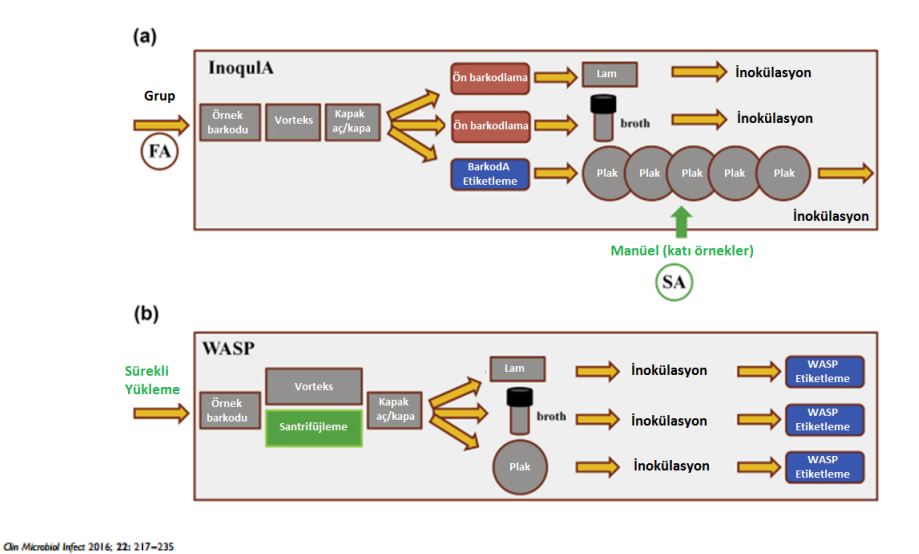 (a)
InoqulA
Grup
FA
Örnek
barkodu
Vorteks
Kapak
aç/kapa
Ön barkodlama
Lam
İnokülasyon
Ön barkodlama
broth
İnokülasyon
BarkodA
Etiketleme
Plak
Plak
Plak
Plak
Plak
İnokülasyon
Manüel (katı örnekler)
SA
(b)
WASP
Sürekli
Yükleme
Örnek
barkodu
Vorteks
Santrifüjleme
Kapak
aç/kapa
Lam
İnokülasyon
WASP
Etiketleme
broth
İnokülasyon
WASP
Etiketleme
Plak
İnokülasyon
WASP
Etiketleme
Clin Microbiol Infect 2016; 22: 217–235